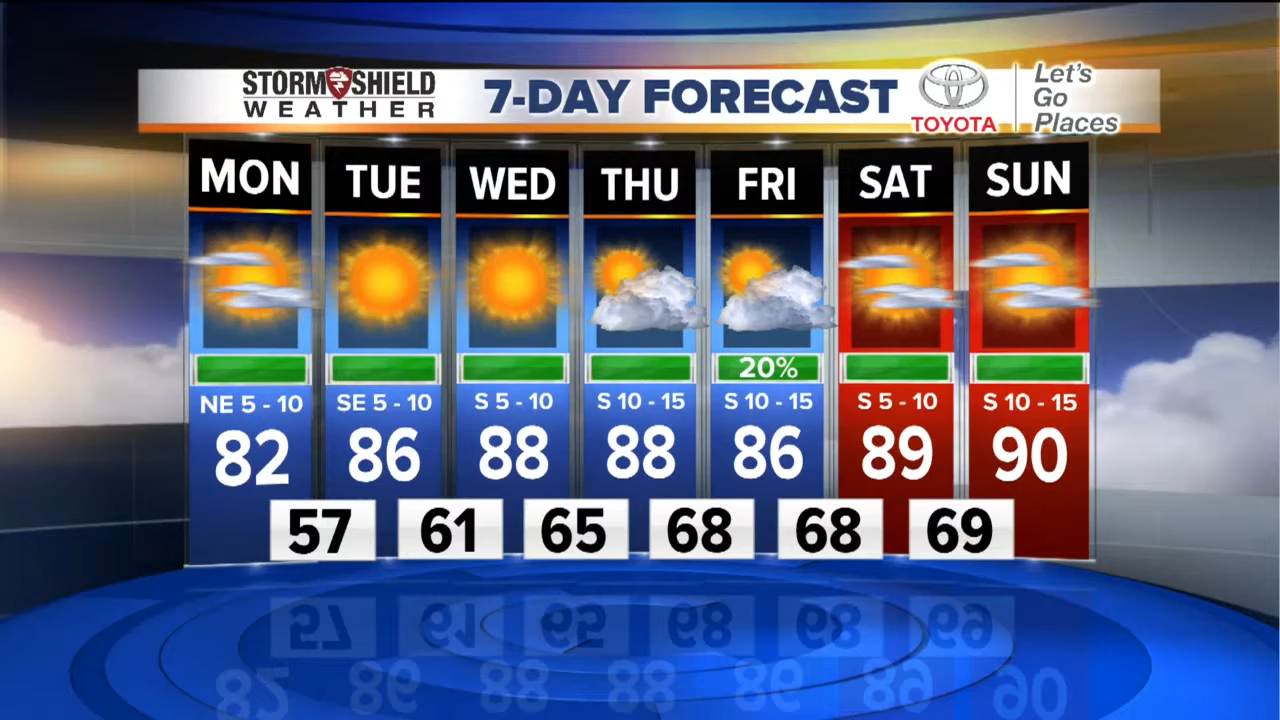 STORM SHIELD
WEATHER
7-DAY FORECAST
TOYOTA
Let's
Go
Places
MON TUE WED THU FRI SAT SUN
20%
NE 5 - 10 SE 5 - 10 S 5 - 10 S 10 - 15 S 10 - 15 S 5 - 10 S 10 - 15
82 86 88 88 86 89 90
57 61 65 68 68 69